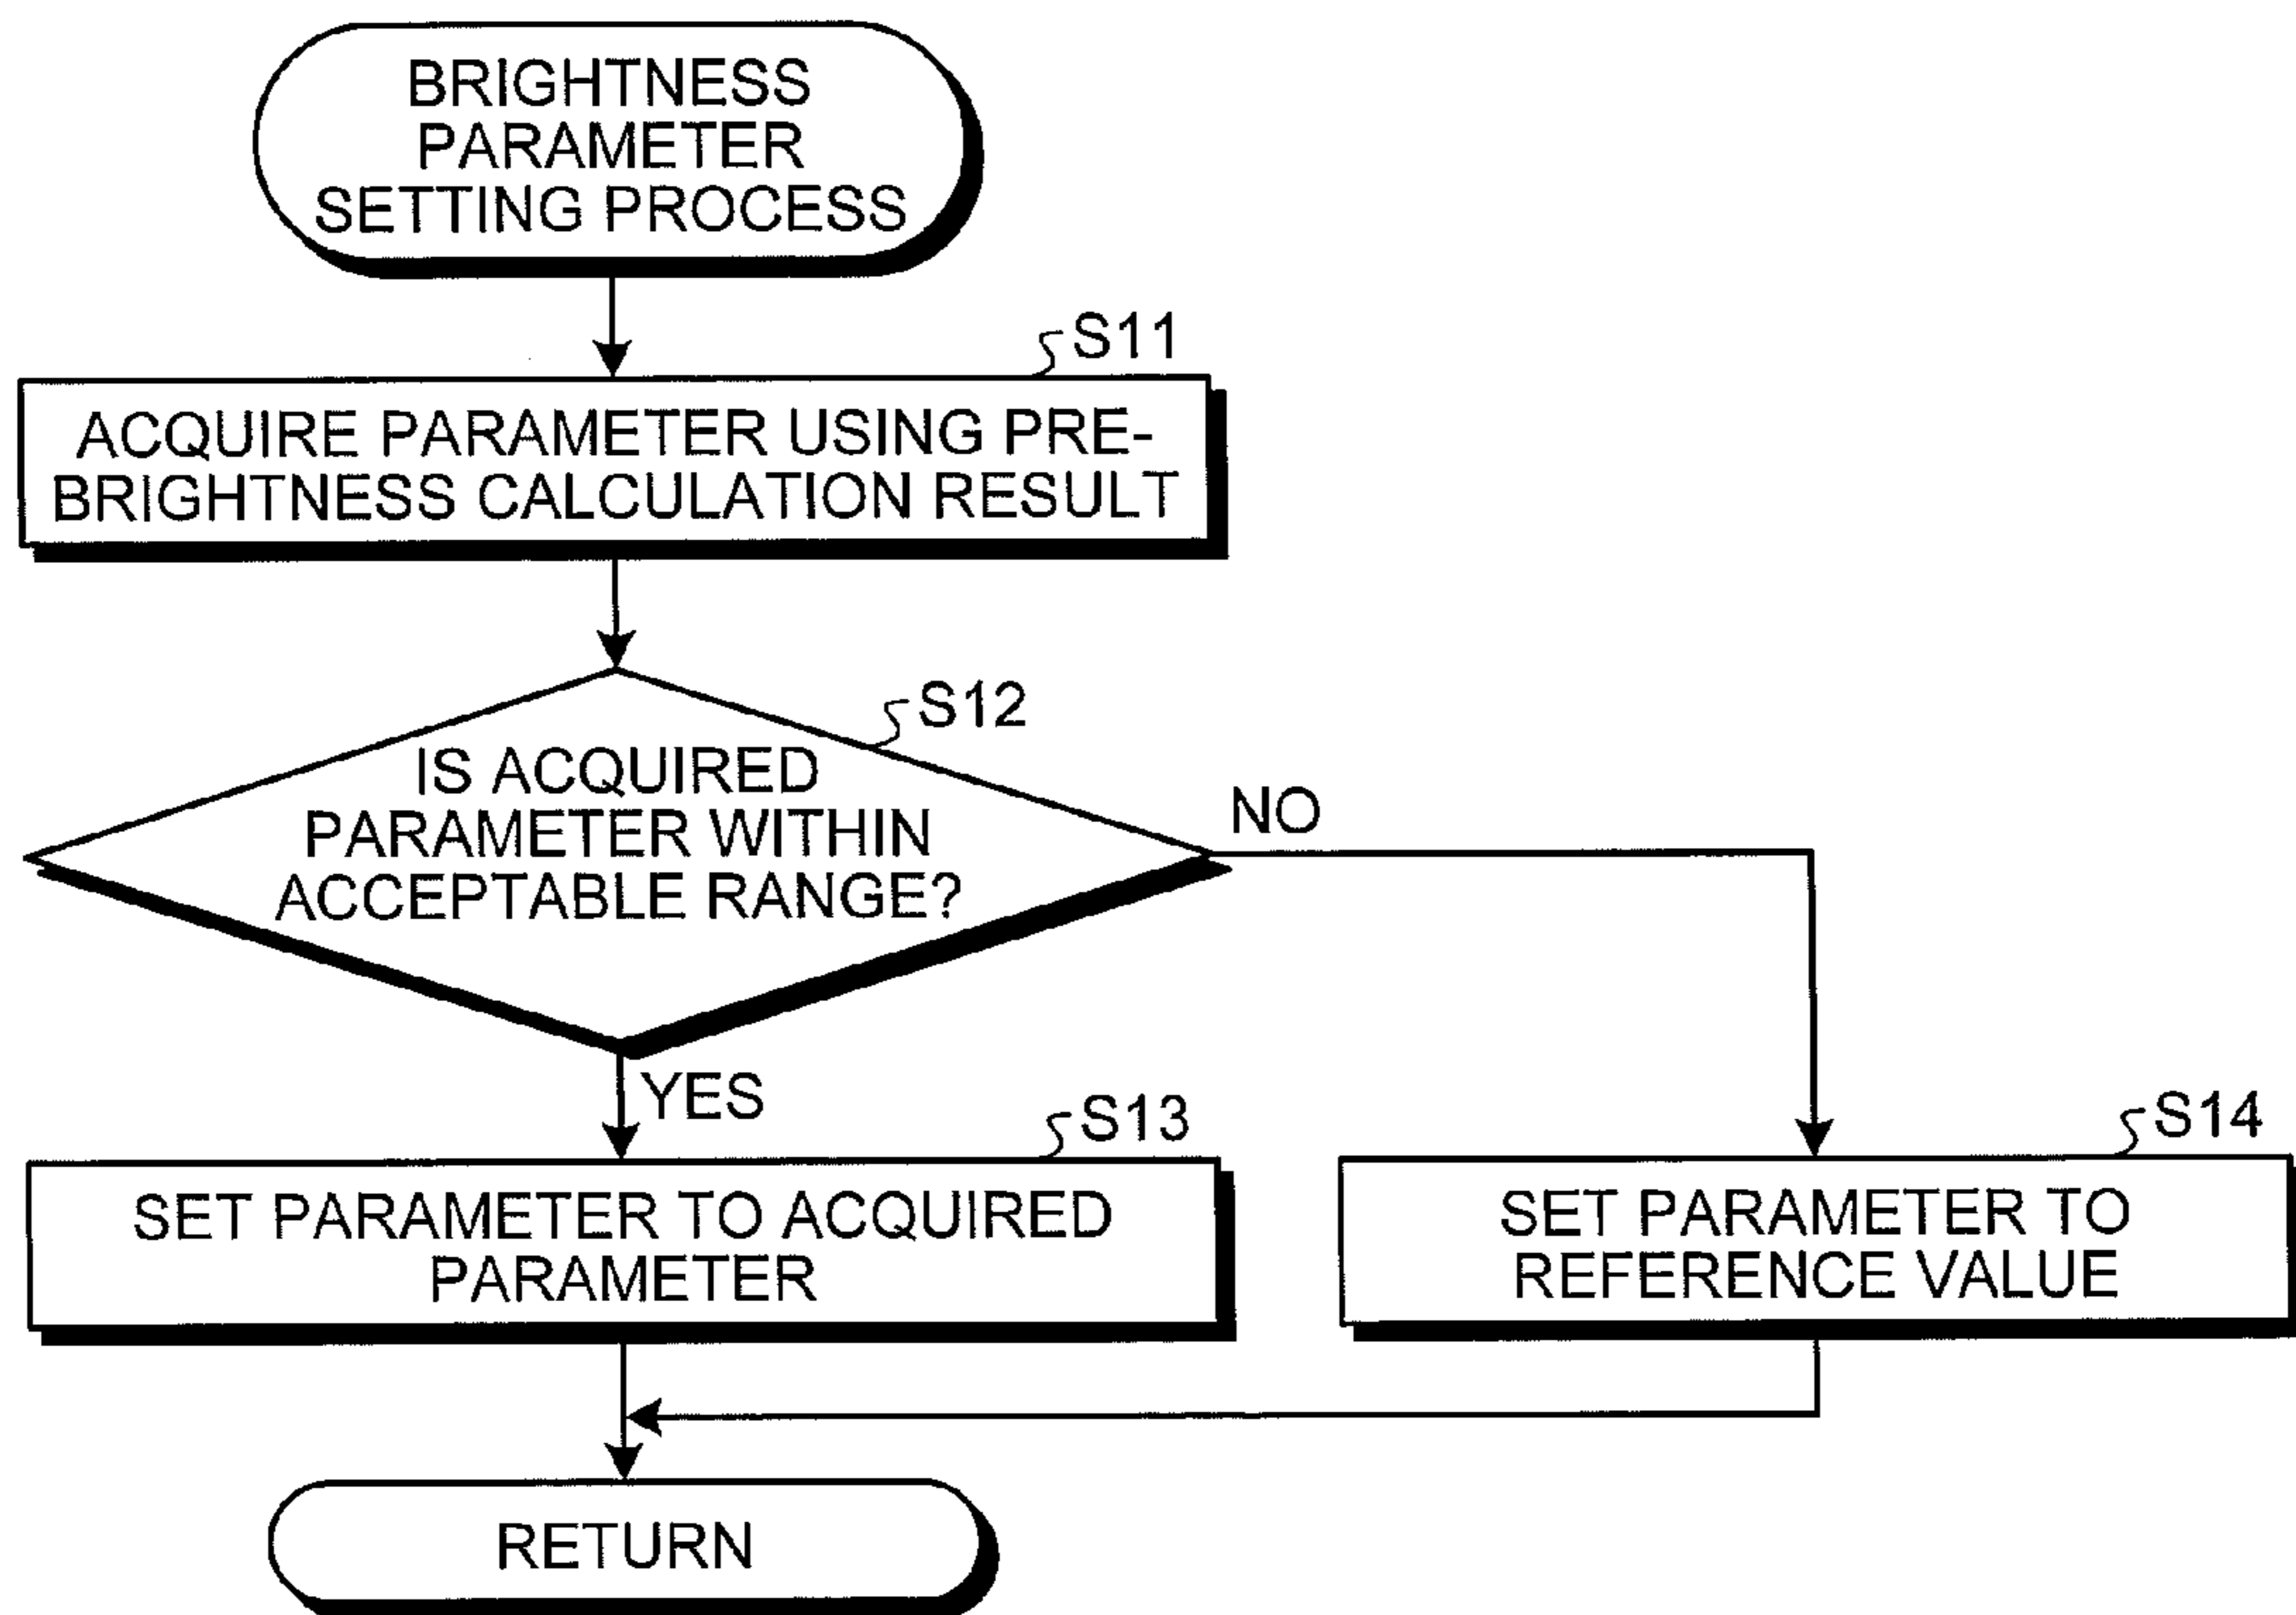 BRIGHTNESS
PARAMETER
SETTING PROCESS
S11
ACQUIRE PARAMETER USING PRE-
BRIGHTNESS CALCULATION RESULT
S12
IS ACQUIRED
PARAMETER WITHIN
ACCEPTABLE RANGE?
NO
YES
S13
SET PARAMETER TO ACQUIRED
PARAMETER
S14
SET PARAMETER TO
REFERENCE VALUE
RETURN